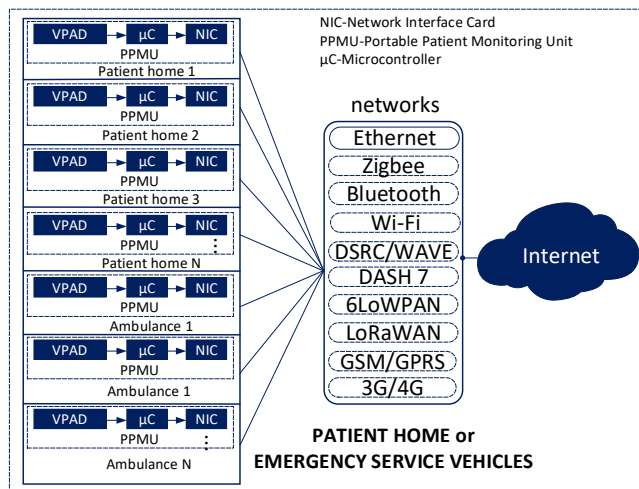 NIC-Network Interface Card
PPMU-Portable Patient Monitoring Unit
µC-Microcontroller
VPAD µC NIC
PPMU
Patient home 1
VPAD µC NIC
PPMU
Patient home 2
VPAD µC NIC
PPMU
Patient home 3
VPAD µC NIC
PPMU
Patient home N
VPAD µC NIC
PPMU
Ambulance 1
VPAD µC NIC
PPMU
Ambulance 1
VPAD µC NIC
PPMU
Ambulance N
networks
Ethernet
Zigbee
Bluetooth
Wi-Fi
DSRC/WAVE
DASH 7
6LoWPAN
LoRaWAN
GSM/GPRS
3G/4G
Internet
PATIENT HOME or
EMERGENCY SERVICE VEHICLES